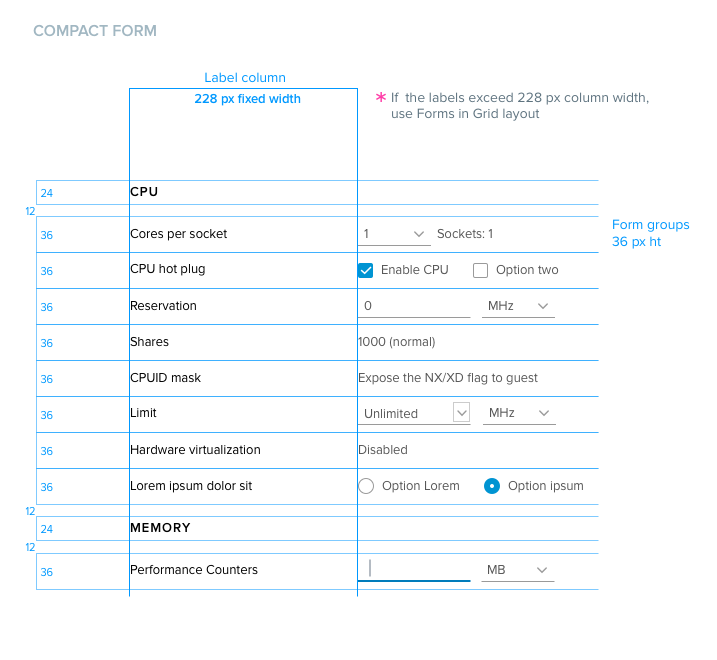 COMPACT FORM
Label column
228 px fixed width
* If the labels exceed 228 px column width,
use Forms in Grid layout
24 CPU
12
36 Cores per socket 1 Sockets: 1
Form groups
36 px ht
36 CPU hot plug Enable CPU Option two
36 Reservation 0 MHz
36 Shares 1000 (normal)
36 CPUID mask Expose the NX/XD flag to guest
36 Limit Unlimited MHz
36 Hardware virtualization Disabled
36 Lorem ipsum dolor sit Option Lorem Option ipsum
12
24 MEMORY
12
36 Performance Counters MB